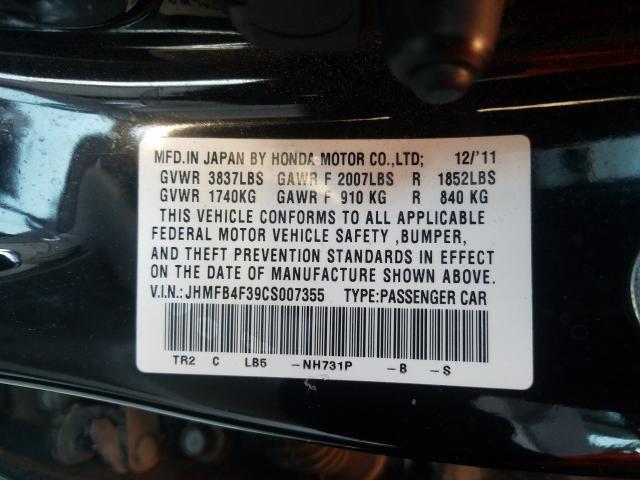 MFD.IN JAPAN BY HONDA MOTOR CO.,LTD; 12/'11
GVWR 3837LBS GAWR F 2007LBS R 1852LBS
GVWR 1740KG GAWR F 910 KG R 840 KG
THIS VEHICLE CONFORMS TO ALL APPLICABLE
FEDERAL MOTOR VEHICLE SAFETY ,BUMPER,
AND THEFT PREVENTION STANDARDS IN EFFECT
ON THE DATE OF MANUFACTURE SHOWN ABOVE.
V.I.N.:JHMFB4F39CS007355 TYPE:PASSENGER CAR
TR2 C LB5 -NH731P -B -S